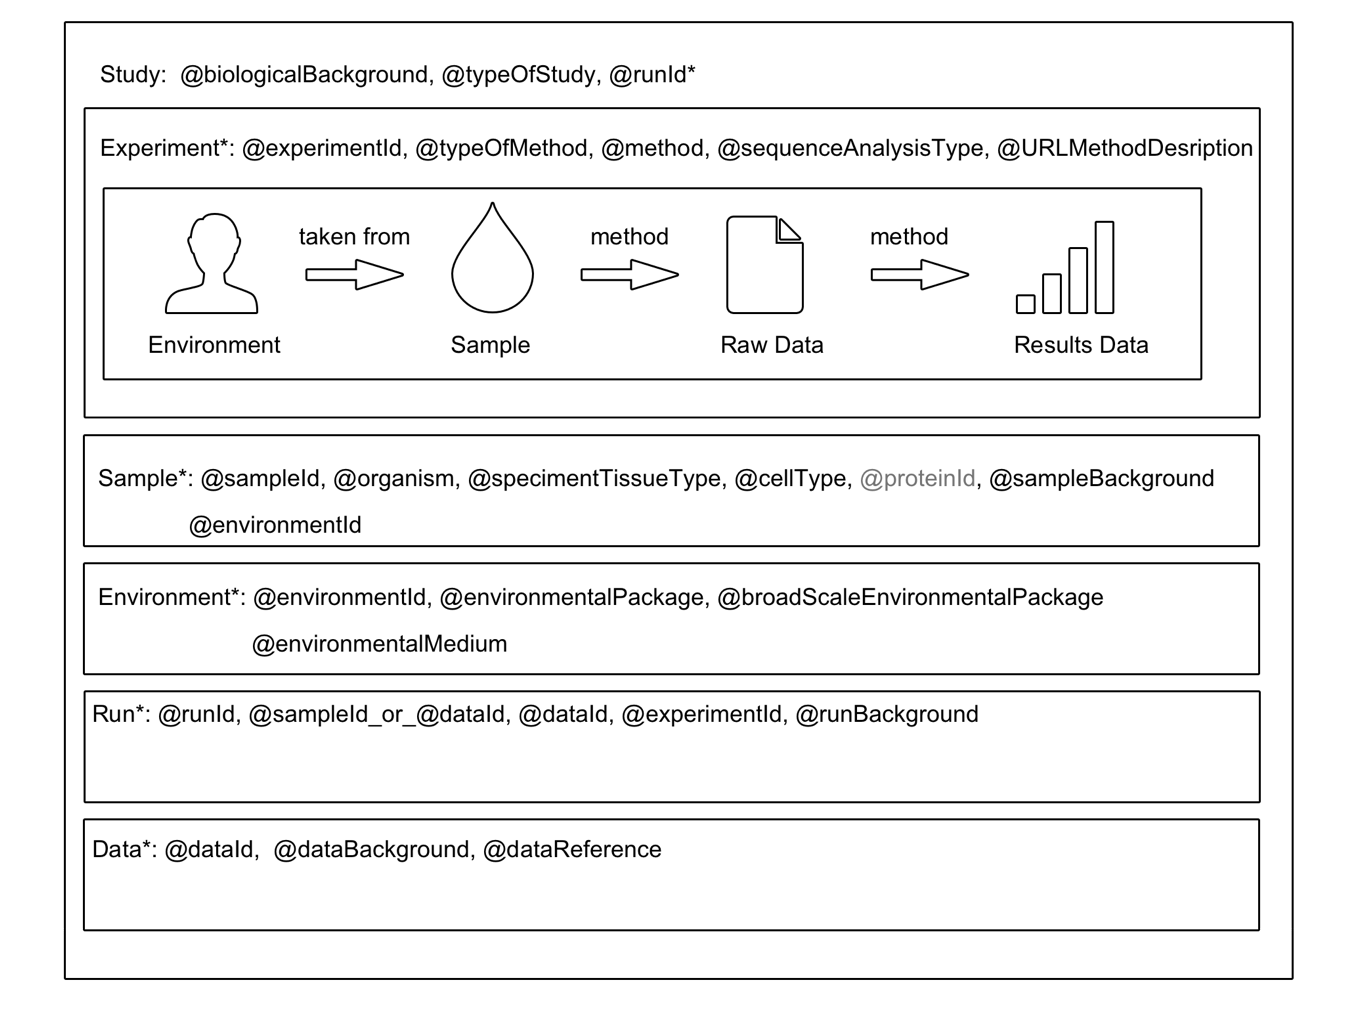 Study: @biologicalBackground, @typeOfStudy, @runId*
Experiment*: @experimentId, @typeOfMethod, @method, @sequenceAnalysisType, @URLMethodDesription
taken from
method
method
Environment
Sample
Raw Data
Results Data
Sample*: @sampleId, @organism, @specimentTissueType, @cellType, @proteinId, @sampleBackground
@environmentId
Environment*: @environmentId, @environmentalPackage, @broadScaleEnvironmentalPackage
@environmentalMedium
Run*: @runId, @sampleId_or_@dataId, @dataId, @experimentId, @runBackground
Data*: @dataId, @dataBackground, @dataReference